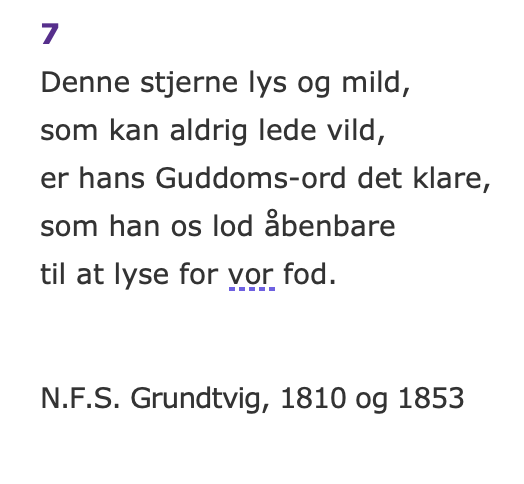 7
Denne stjerne lys og mild,
som kan aldrig lede vild,
er hans Guddoms-ord det klare,
som han os lod åbenbare
til at lyse for vor fod.
N.F.S. Grundtvig, 1810 og 1853